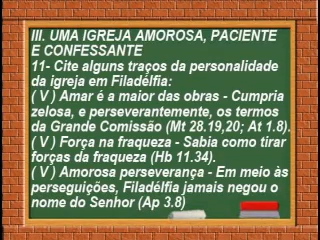 III. UMA IGREJA AMOROSA, PACIENTE
E CONFESSANTE
11- Cite alguns traços da personalidade
da igreja em Filadélfia:
( V ) Amar é a maior das obras - Cumpria
zelosa, e perseverantemente, os termos
da Grande Comissão (Mt 28.19,20; At 1.8).
( V ) Força na fraqueza - Sabia como tirar
forças da fraqueza (Hb 11.34).
( V ) Amorosa perseverança - Em meio às
perseguições, Filadélfia jamais negou o
nome do Senhor (Ap 3.8)